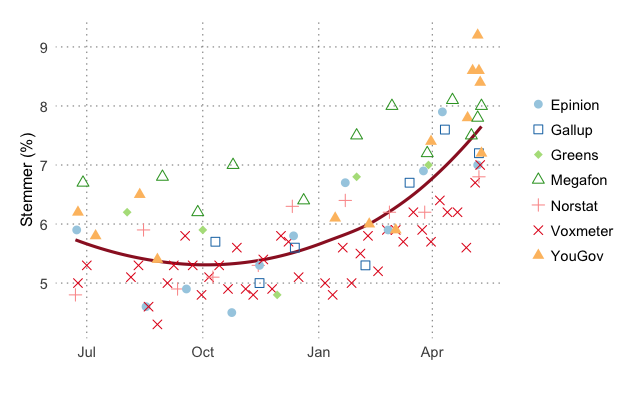 9
8
7
6
5
Stemmer (%)
Jul
Oct
Jan
Apr
Epinion
Gallup
Greens
Megafon
Norstat
Voxmeter
YouGov